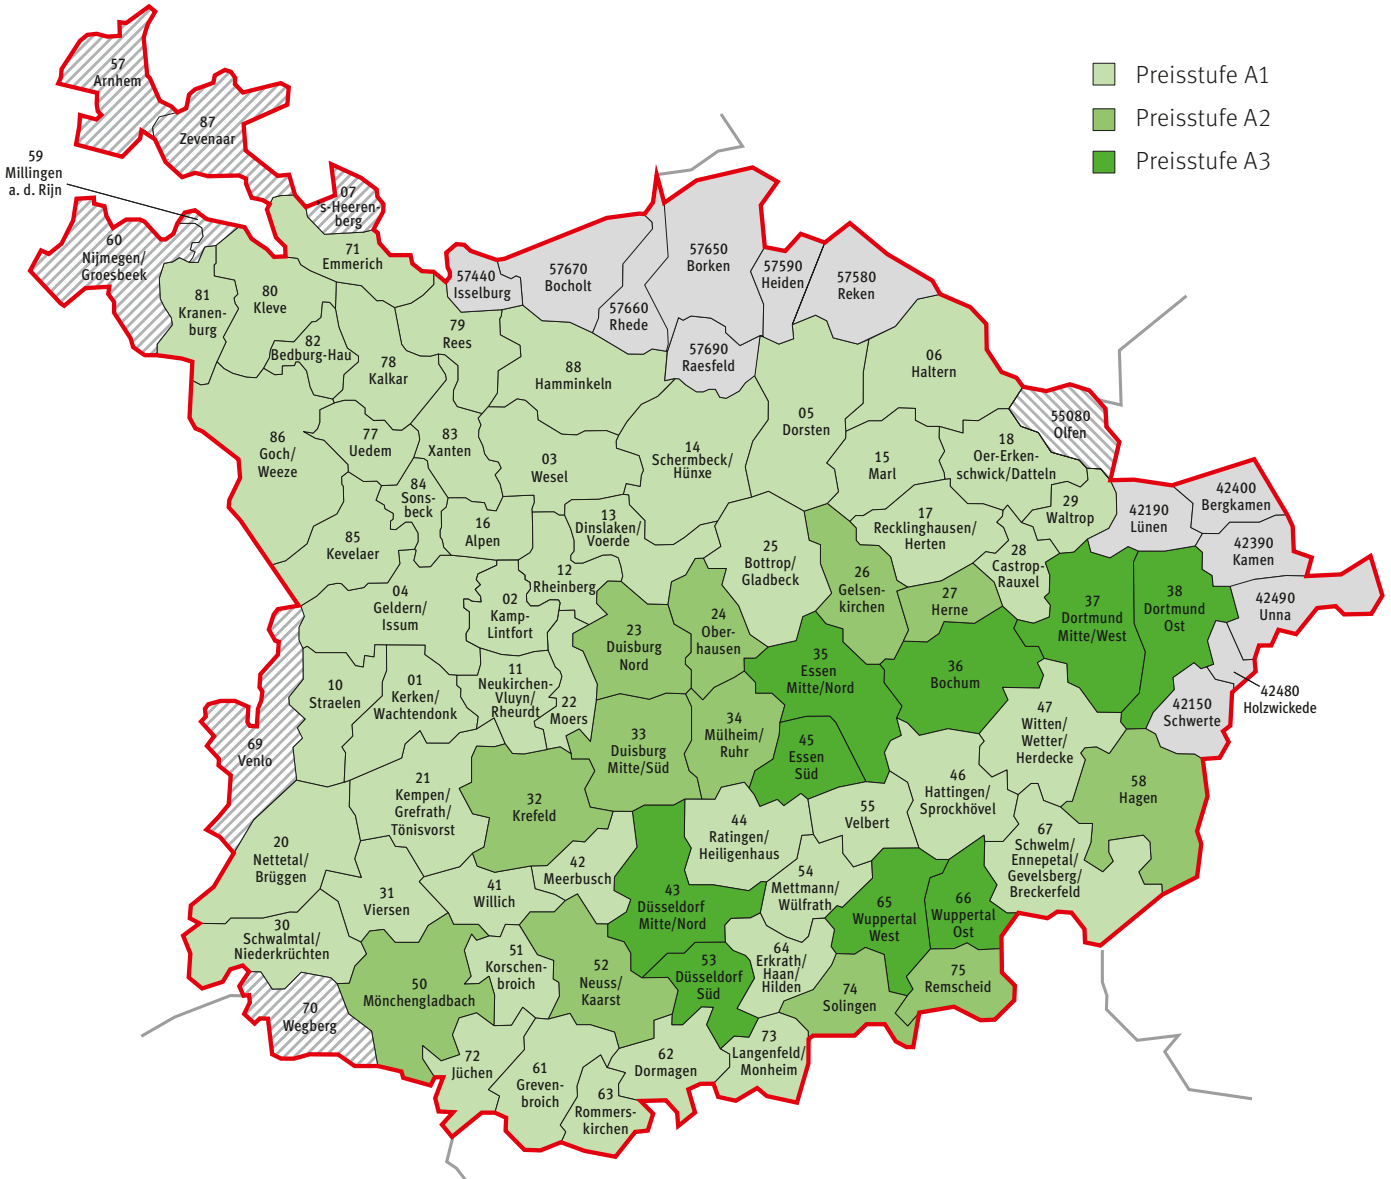 Preisstufe A1
Preisstufe A2
Preisstufe A3
57
Arnhem
87
Zevenaar
59
Millingen
a. d. Rijn
07
's-Heeren-
berg
60
Nijmegen/
Groesbeek
71
Emmerich
57440
Isselburg
57670
Bocholt
57660
Rhede
57650
Borken
57590
Heiden
57580
Reken
57690
Raesfeld
81
Kranen-
burg
80
Kleve
82
Bedburg-Hau
78
Kalkar
79
Rees
88
Hamminkeln
06
Haltern
55080
Olfen
86
Goch/
Weeze
77
Uedem
83
Xanten
03
Wesel
14
Schermbeck/
Hünxe
05
Dorsten
15
Marl
18
Oer-Erken-
schwick/Datteln
29
Waltrop
42190
Lünen
42400
Bergkamen
42390
Kamen
42490
Unna
42480
Holzwickede
42150
Schwerte
84
Sons-
beck
85
Kevelaer
16
Alpen
13
Dinslaken/
Voerde
12
Rheinberg
25
Bottrop/
Gladbeck
17
Recklinghausen/
Herten
28
Castrop-
Rauxel
26
Gelsen-
kirchen
27
Herne
37
Dortmund
Mitte/West
38
Dortmund
Ost
04
Geldern/
Issum
02
Kamp-
Lintfort
23
Duisburg
Nord
24
Ober-
hausen
35
Essen
Mitte/Nord
36
Bochum
10
Straelen
01
Kerken/
Wachtendonk
11
Neukirchen-
Vluyn/
Rheurdt
22
Moers
33
Duisburg
Mitte/Süd
34
Mülheim/
Ruhr
45
Essen
Süd
47
Witten/
Wetter/
Herdecke
69
Venlo
21
Kempen/
Grefrath/
Tönisvorst
32
Krefeld
46
Hattingen/
Sprockhövel
58
Hagen
20
Nettetal/
Brüggen
44
Ratingen/
Heiligenhaus
55
Velbert
67
Schwelm/
Ennepetal/
Gevelsberg/
Breckerfeld
31
Viersen
41
Willich
42
Meerbusch
43
Düsseldorf
Mitte/Nord
54
Mettmann/
Wülfrath
65
Wuppertal
West
66
Wuppertal
Ost
30
Schwalmtal/
Niederkrüchten
50
Mönchengladbach
51
Korschen-
broich
52
Neuss/
Kaarst
53
Düsseldorf
Süd
64
Erkrath/
Haan/
Hilden
74
Solingen
75
Remscheid
70
Wegberg
72
Jüchen
61
Greven-
broich
63
Rommers-
kirchen
62
Dormagen
73
Langenfeld/
Monheim